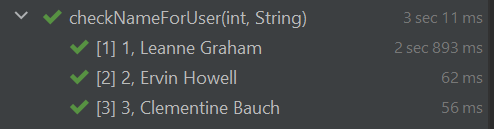 checkNameForUser(int, String) 3 sec 11 ms
[1] 1, Leanne Graham 2 sec 893 ms
[2] 2, Ervin Howell 62 ms
[3] 3, Clementine Bauch 56 ms